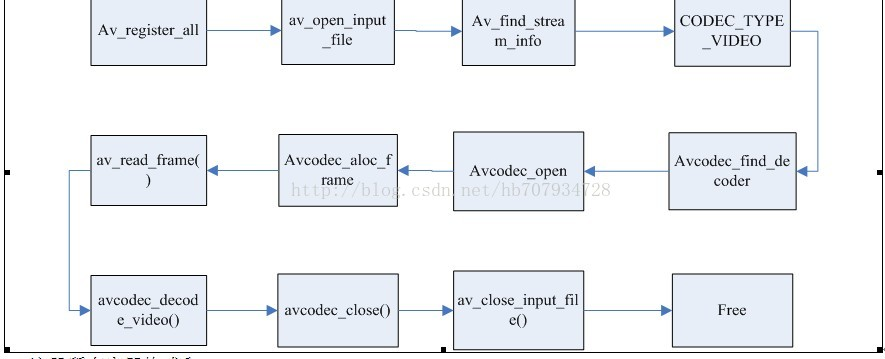 Av_register_all
av_open_input
_file
Av_find_strea
m_info
CODEC_TYPE
_VIDEO
Avcodec_find_de
coder
Avcodec_open
Avcodec_aloc_f
rame
av_read_frame(
)
http://blog.csdn.net/hb707934728
avcodec_decod
e_video()
avcodec_close()
av_close_input_fil
e()
Free